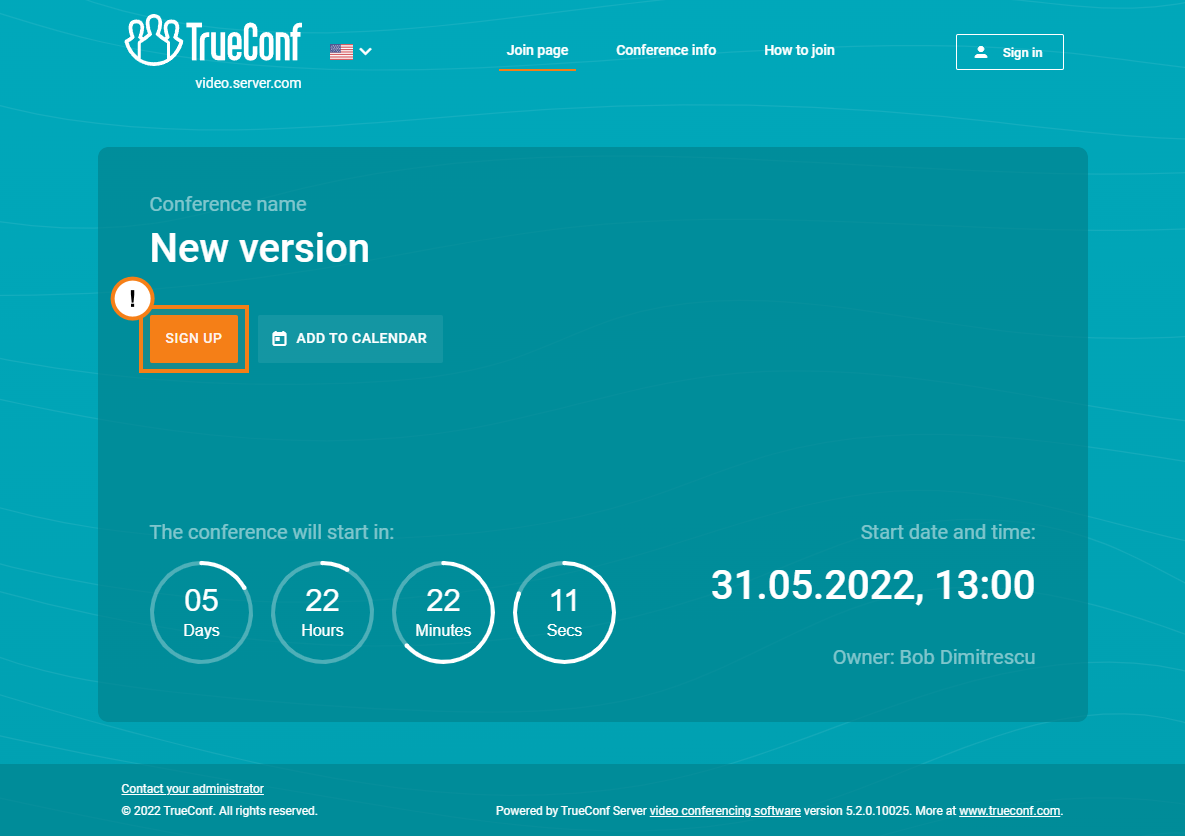 TrueConf
video.server.com
Join page
Conference info
How to join
Sign in
Conference name
New version
!
SIGN UP
ADD TO CALENDAR
The conference will start in:
05
Days
22
Hours
22
Minutes
11
Secs
Start date and time:
31.05.2022, 13:00
Owner: Bob Dimitrescu
Contact your administrator
© 2022 TrueConf. All rights reserved.
Powered by TrueConf Server video conferencing software version 5.2.0.10025. More at www.trueconf.com.